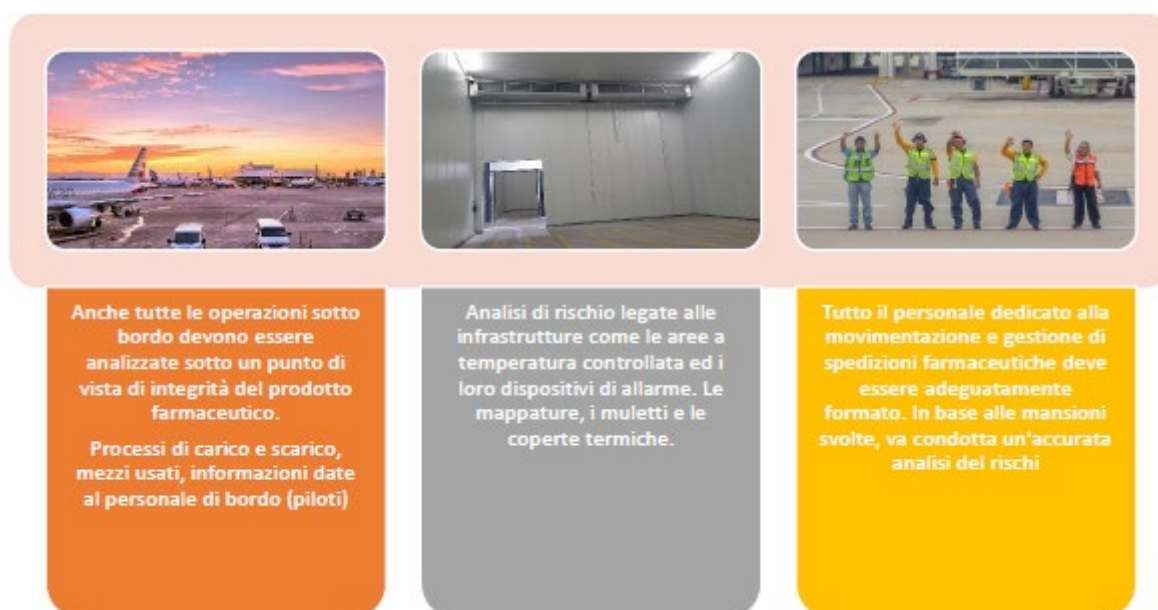 Anche tutte le operazioni sotto
bordo devono essere
analizzate sotto un punto di
vista di integrità del prodotto
farmaceutico.
Processi di carico e scarico,
mezzi usati, informazioni date
al personale di bordo (piloti)
Analisi di rischio legate alle
infrastrutture come le aree a
temperatura controllata ed i
loro dispositivi di allarme. Le
mappature, i muletti e le
coperte termiche.
Tutto il personale dedicato alla
movimentazione e gestione di
spedizioni farmaceutiche deve
essere adeguatamente
formato. In base alle mansioni
svolte, va condotta un'accurata
analisi del rischi